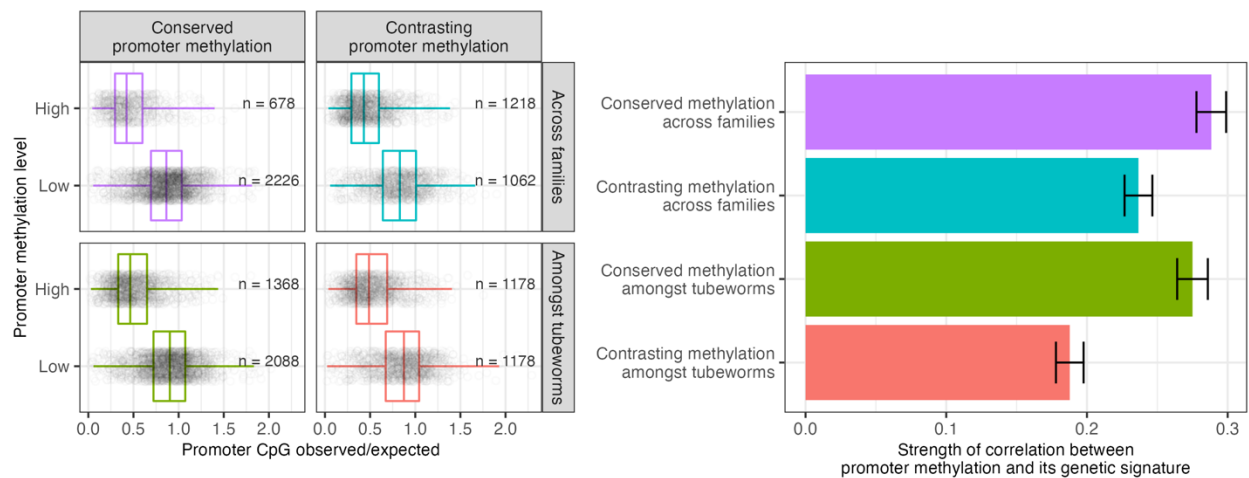 Conserved
promoter methylation
Contrasting
promoter methylation
Promoter methylation level
High
n = 678
n = 1218
Low
n = 2226
n = 1062
Across families
High
n = 1368
n = 1178
Low
n = 2088
n = 1178
Amongst tubeworms
0.0 0.5 1.0 1.5 2.0
0.0 0.5 1.0 1.5 2.0
Promoter CpG observed/expected
Conserved methylation
across families
Contrasting methylation
across families
Conserved methylation
amongst tubeworms
Contrasting methylation
amongst tubeworms
0.0 0.1 0.2 0.3
Strength of correlation between
promoter methylation and its genetic signature